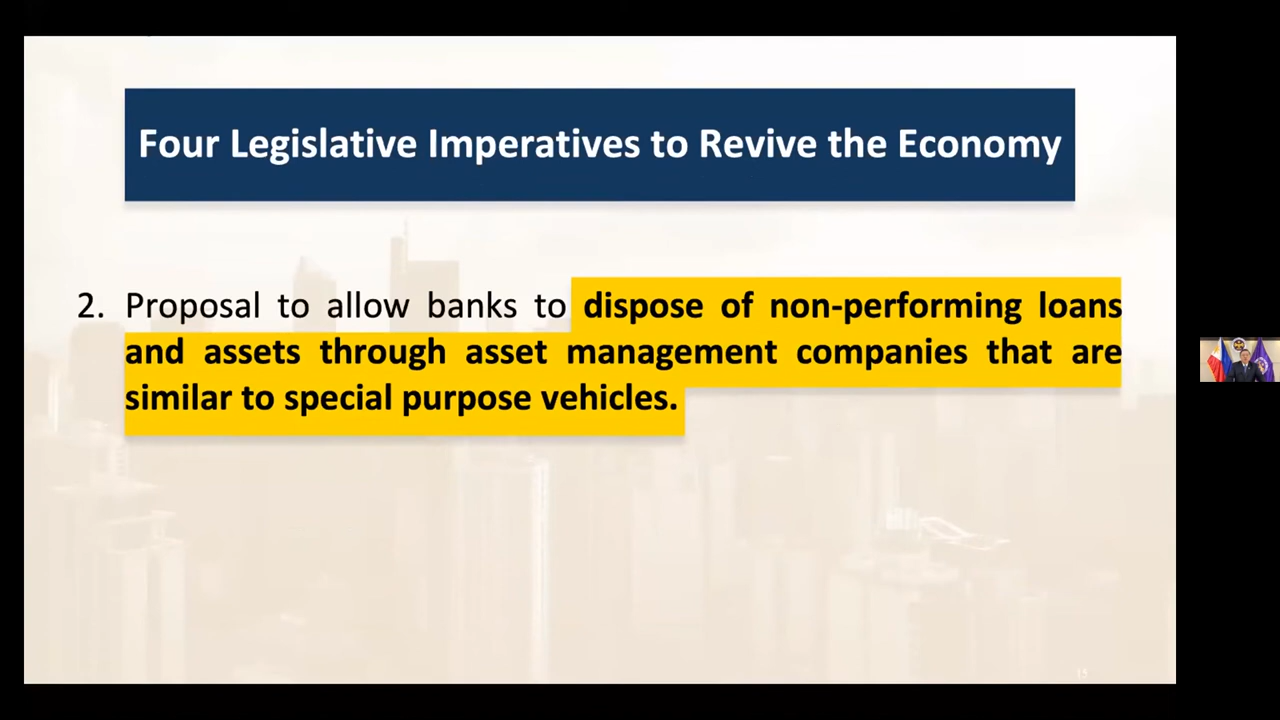 Four Legislative Imperatives to Revive the Economy
2. Proposal to allow banks to dispose of non-performing loans
and assets through asset management companies that are
similar to special purpose vehicles.
15